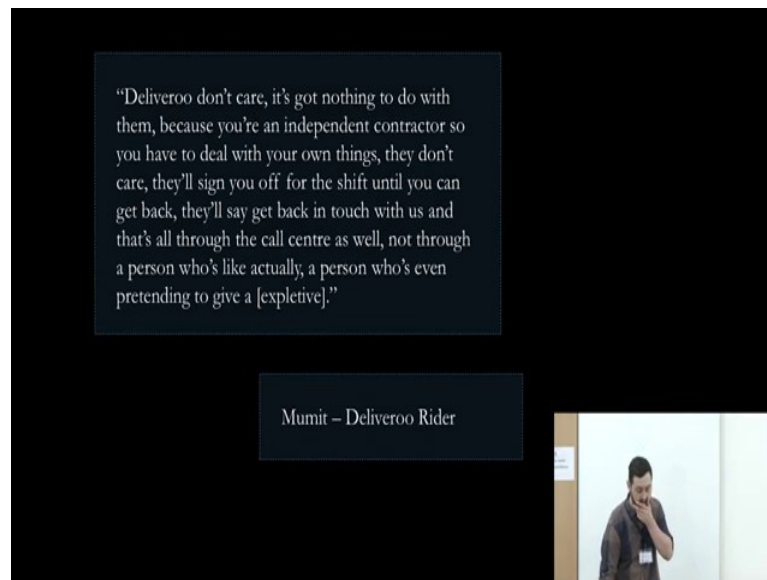 “Deliveroo don’t care, it’s got nothing to do with
them, because you’re an independent contractor so
you have to deal with your own things, they don’t
care, they’ll sign you off for the shift until you can
get back, they’ll say get back in touch with us and
that’s all through the call centre as well, not through
a person who’s like actually, a person who’s even
pretending to give a [expletive].”
Mumit – Deliveroo Rider